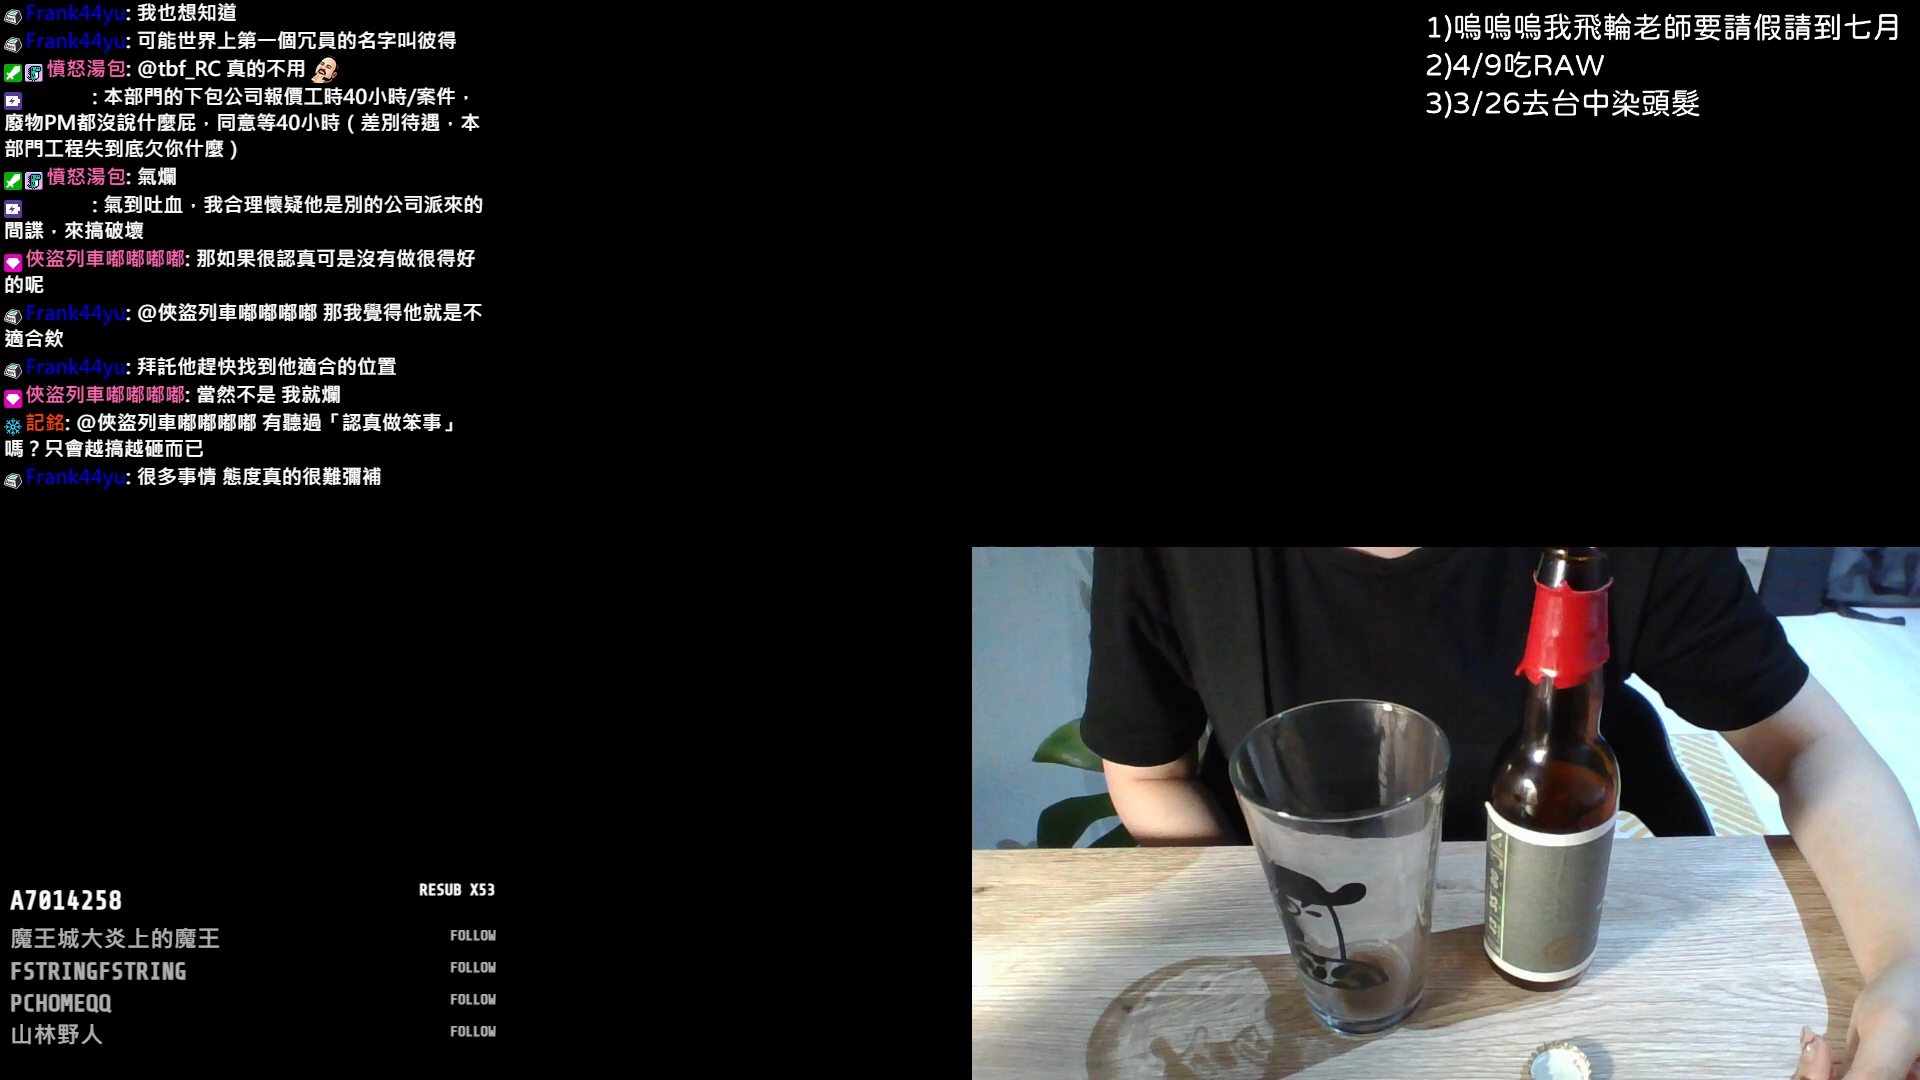 Frank44yu: 我也想知道
Frank44yu: 可能世界上第一個冗員的名字叫彼得
憤怒湯包: @tbf_RC 真的不用
: 本部門的下包公司報價工時40小時/案件，
廢物PM都沒說什麼屁，同意等40小時（差別待遇，本
部門工程失到底欠你什麼）
憤怒湯包: 氣爛
: 氣到吐血，我合理懷疑他是別的公司派來的
間諜，來搞破壞
俠盜列車嘟嘟嘟嘟: 那如果很認真可是沒有做很得好
的呢
Frank44yu: @俠盜列車嘟嘟嘟嘟 那我覺得他就是不
適合欸
Frank44yu: 拜託他趕快找到他適合的位置
俠盜列車嘟嘟嘟嘟: 當然不是 我就爛
記銘: @俠盜列車嘟嘟嘟嘟 有聽過「認真做笨事」
嗎？只會越搞越砸而已
Frank44yu: 很多事情 態度真的很難彌補
1)嗚嗚嗚我飛輪老師要請假請到七月
2)4/9吃RAW
3)3/26去台中染頭髮
A7014258 RESUB X53
魔王城大炎上的魔王 FOLLOW
FSTRINGFSTRING FOLLOW
PCHOMEQQ FOLLOW
山林野人 FOLLOW